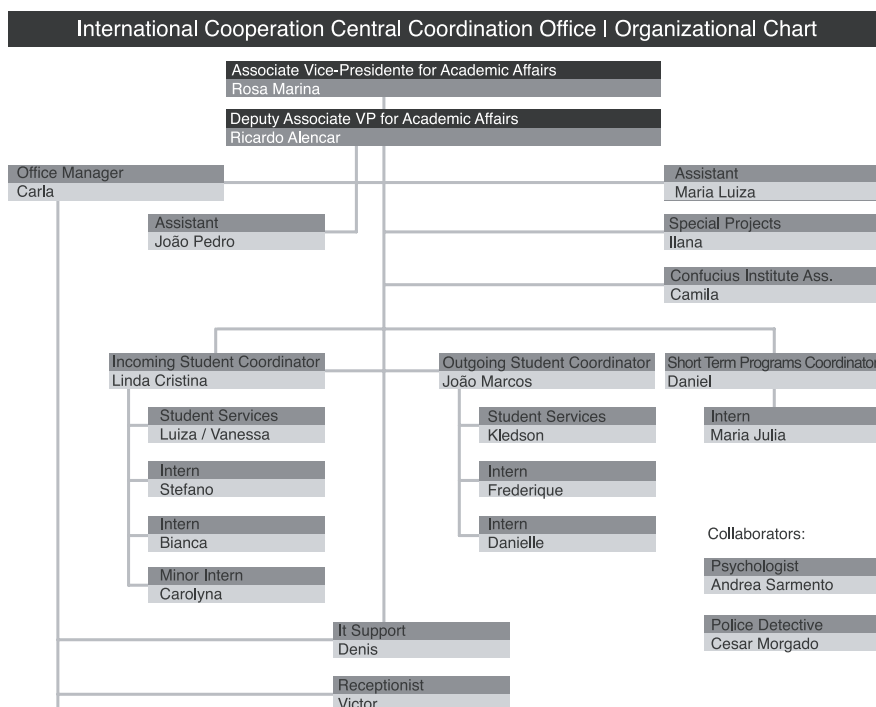 International Cooperation Central Coordination Office | Organizational Chart
Associate Vice-Presidente for Academic Affairs
Rosa Marina
Deputy Associate VP for Academic Affairs
Ricardo Alencar
Office Manager
Carla
Assistant
Maria Luiza
Assistant
João Pedro
Special Projects
Ilana
Confucius Institute Ass.
Camila
Incoming Student Coordinator
Linda Cristina
Outgoing Student Coordinator
João Marcos
Short Term Programs Coordinator
Daniel
Student Services
Luiza / Vanessa
Intern
Stefano
Intern
Bianca
Minor Intern
Carolyna
Student Services
Kledson
Intern
Frederique
Intern
Danielle
Intern
Maria Julia
Collaborators:
Psychologist
Andrea Sarmento
Police Detective
Cesar Morgado
It Support
Denis
Receptionist
Victor